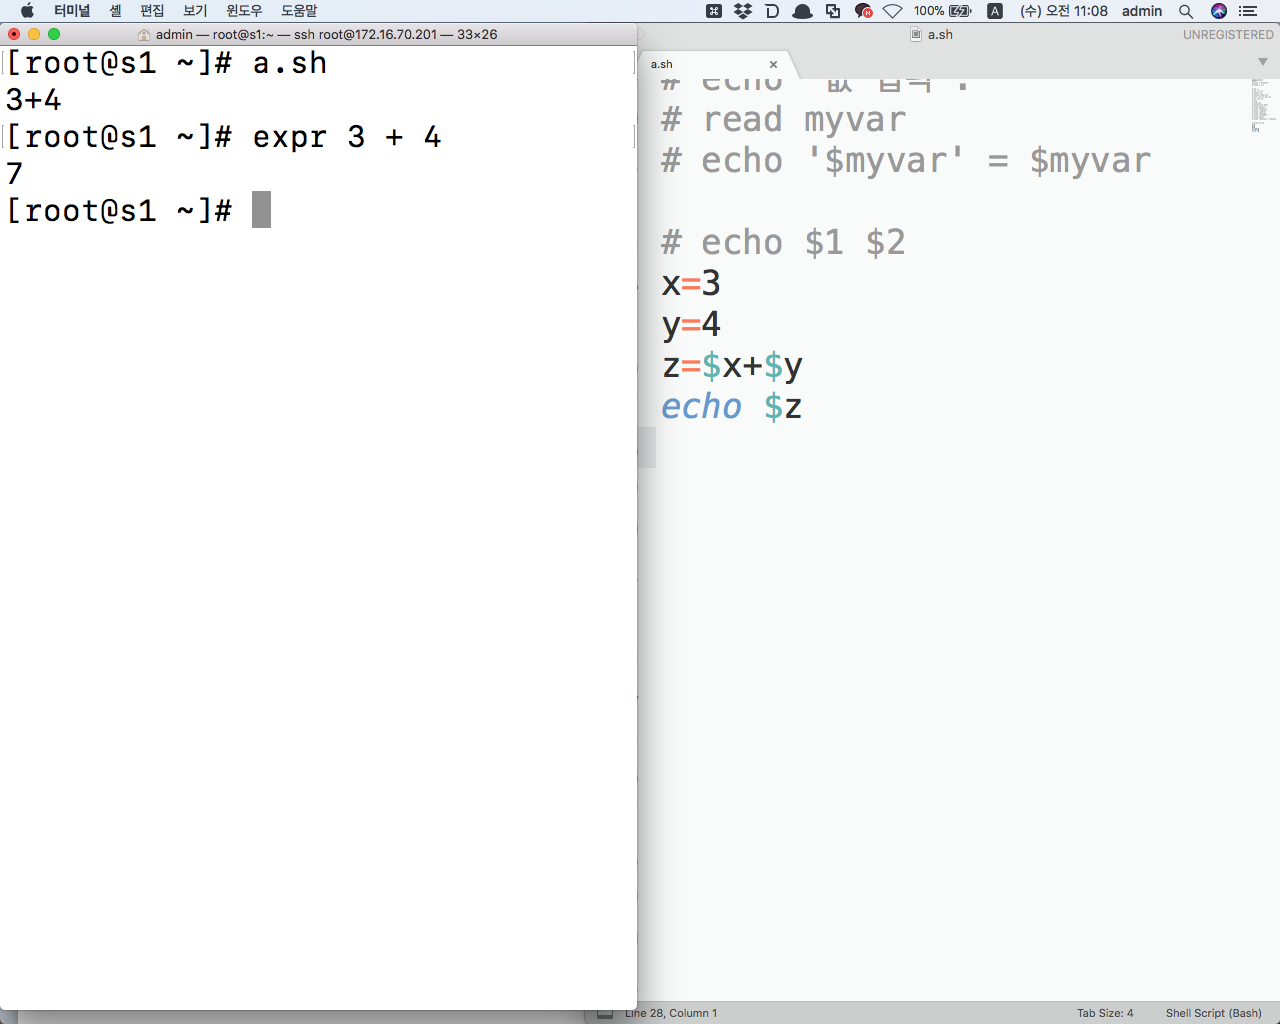 터미널 셸 편집 보기 윈도우 도움말 100% A (수) 오전 11:08 admin
admin — root@s1:~ — ssh root@172.16.70.201 — 33×26
[root@s1 ~]# a.sh
3+4
[root@s1 ~]# expr 3 + 4
7
[root@s1 ~]#
a.sh
UNREGISTERED
a.sh
# echo
# read myvar
# echo '$myvar' = $myvar
# echo $1 $2
x=3
y=4
z=$x+$y
echo $z
Line 28, Column 1
Tab Size: 4
Shell Script (Bash)